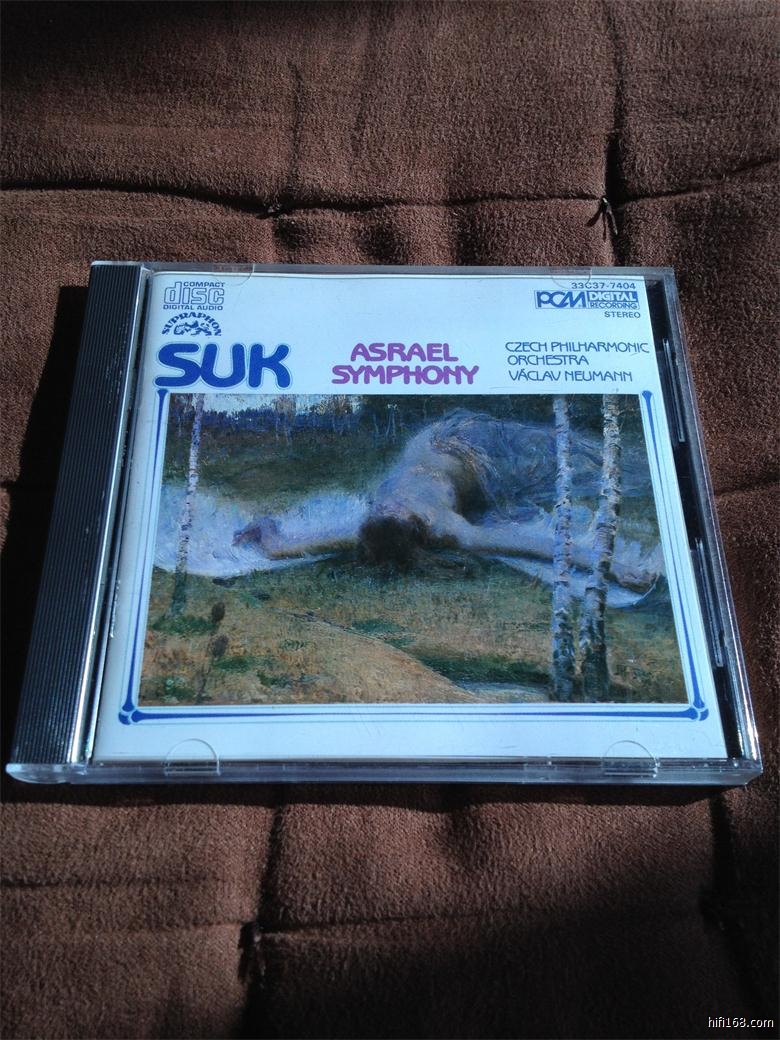 COMPACT
disc
DIGITAL AUDIO
SUPRAPHON
33C37-7404
PCM DIGITAL
RECORDING
STEREO
SUK
ASRAEL
SYMPHONY
CZECH PHILHARMONIC
ORCHESTRA
VÁCLAV NEUMANN
hifi168.com